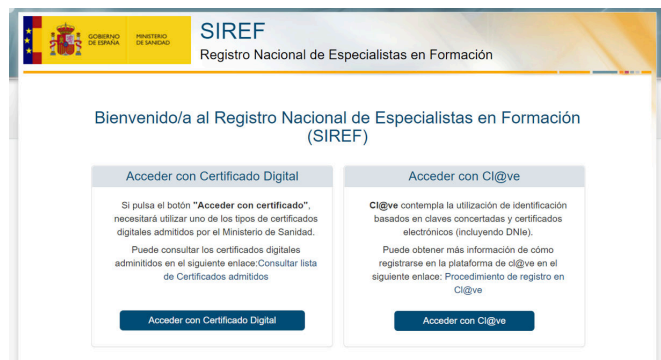 GOBIERNO
DE ESPAÑA
MINISTERIO
DE SANIDAD
SIREF
Registro Nacional de Especialistas en Formación
Bienvenido/a al Registro Nacional de Especialistas en Formación
(SIREF)
Acceder con Certificado Digital
Si pulsa el botón "Acceder con certificado",
necesitará utilizar uno de los tipos de certificados
digitales admitidos por el Ministerio de Sanidad.
Puede consultar los certificados digitales
adminitidos en el siguiente enlace:Consultar lista
de Certificados admitidos
Acceder con Certificado Digital
Acceder con Cl@ve
Cl@ve contempla la utilización de identificación
basados en claves concertadas y certificados
electrónicos (incluyendo DNIe).
Puede obtener más información de cómo
registrarse en la plataforma de cl@ve en el
siguiente enlace: Procedimiento de registro en
Cl@ve
Acceder con Cl@ve